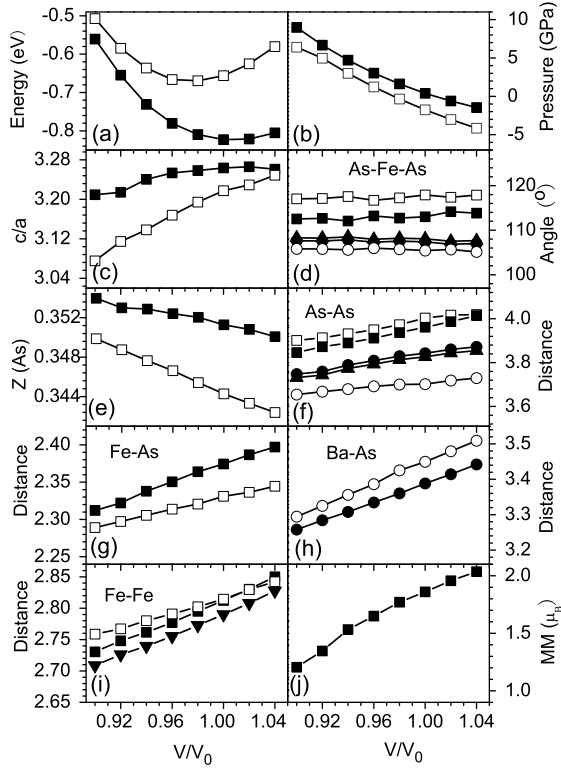 -0.5
-0.6
-0.7
-0.8
Energy (eV)
(a)
10
5
0
-5
Pressure (GPa)
(b)
3.28
3.20
3.12
3.04
c/a
(c)
As-Fe-As
120
110
100
Angle (°)
(d)
0.352
0.348
0.344
Z (As)
(e)
As-As
4.0
3.8
3.6
Distance
(f)
2.40
2.35
2.30
2.25
Distance
Fe-As
(g)
Ba-As
3.5
3.4
3.3
3.2
Distance
(h)
2.85
2.80
2.75
2.70
2.65
Distance
Fe-Fe
(i)
2.0
1.5
1.0
MM (μB)
(j)
0.92 0.96 1.00 1.04
V/V0
0.92 0.96 1.00 1.04
V/V0